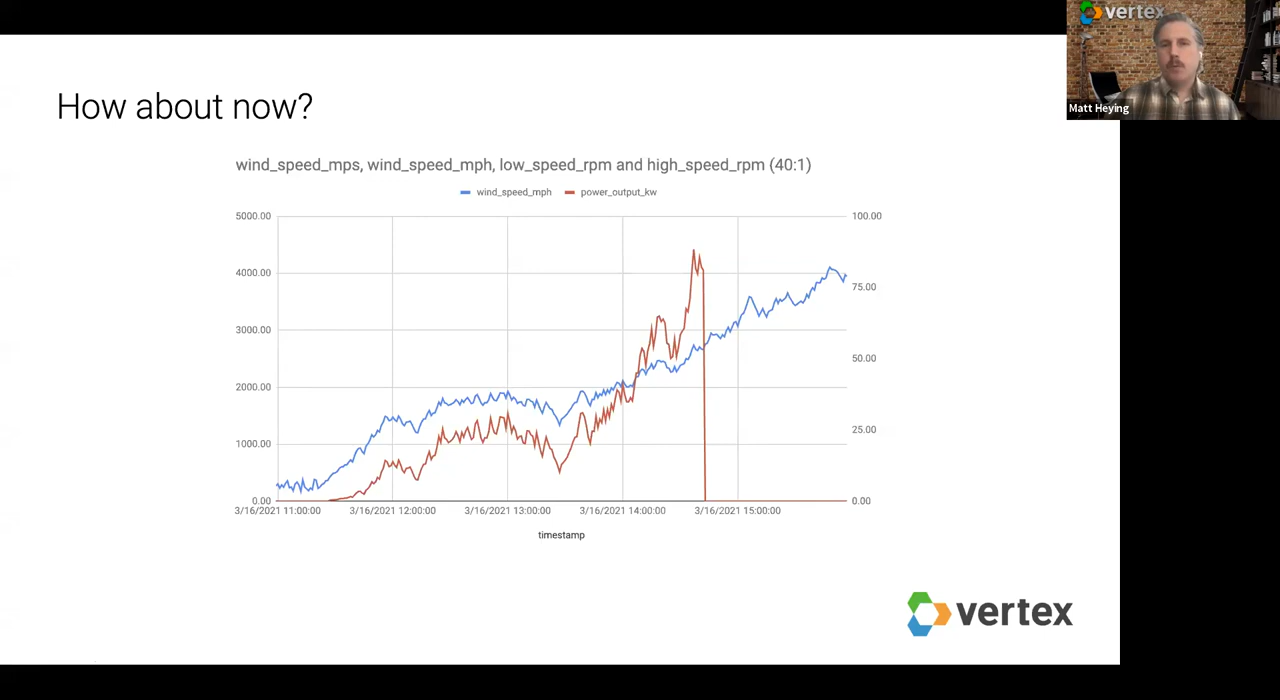 vertex
Matt Heying
How about now?
wind_speed_mps, wind_speed_mph, low_speed_rpm and high_speed_rpm (40:1)
wind_speed_mph power_output_kw
5000.00 100.00
4000.00
75.00
3000.00
50.00
2000.00
25.00
1000.00
0.00 0.00
3/16/2021 11:00:00 3/16/2021 12:00:00 3/16/2021 13:00:00 3/16/2021 14:00:00 3/16/2021 15:00:00
timestamp
vertex